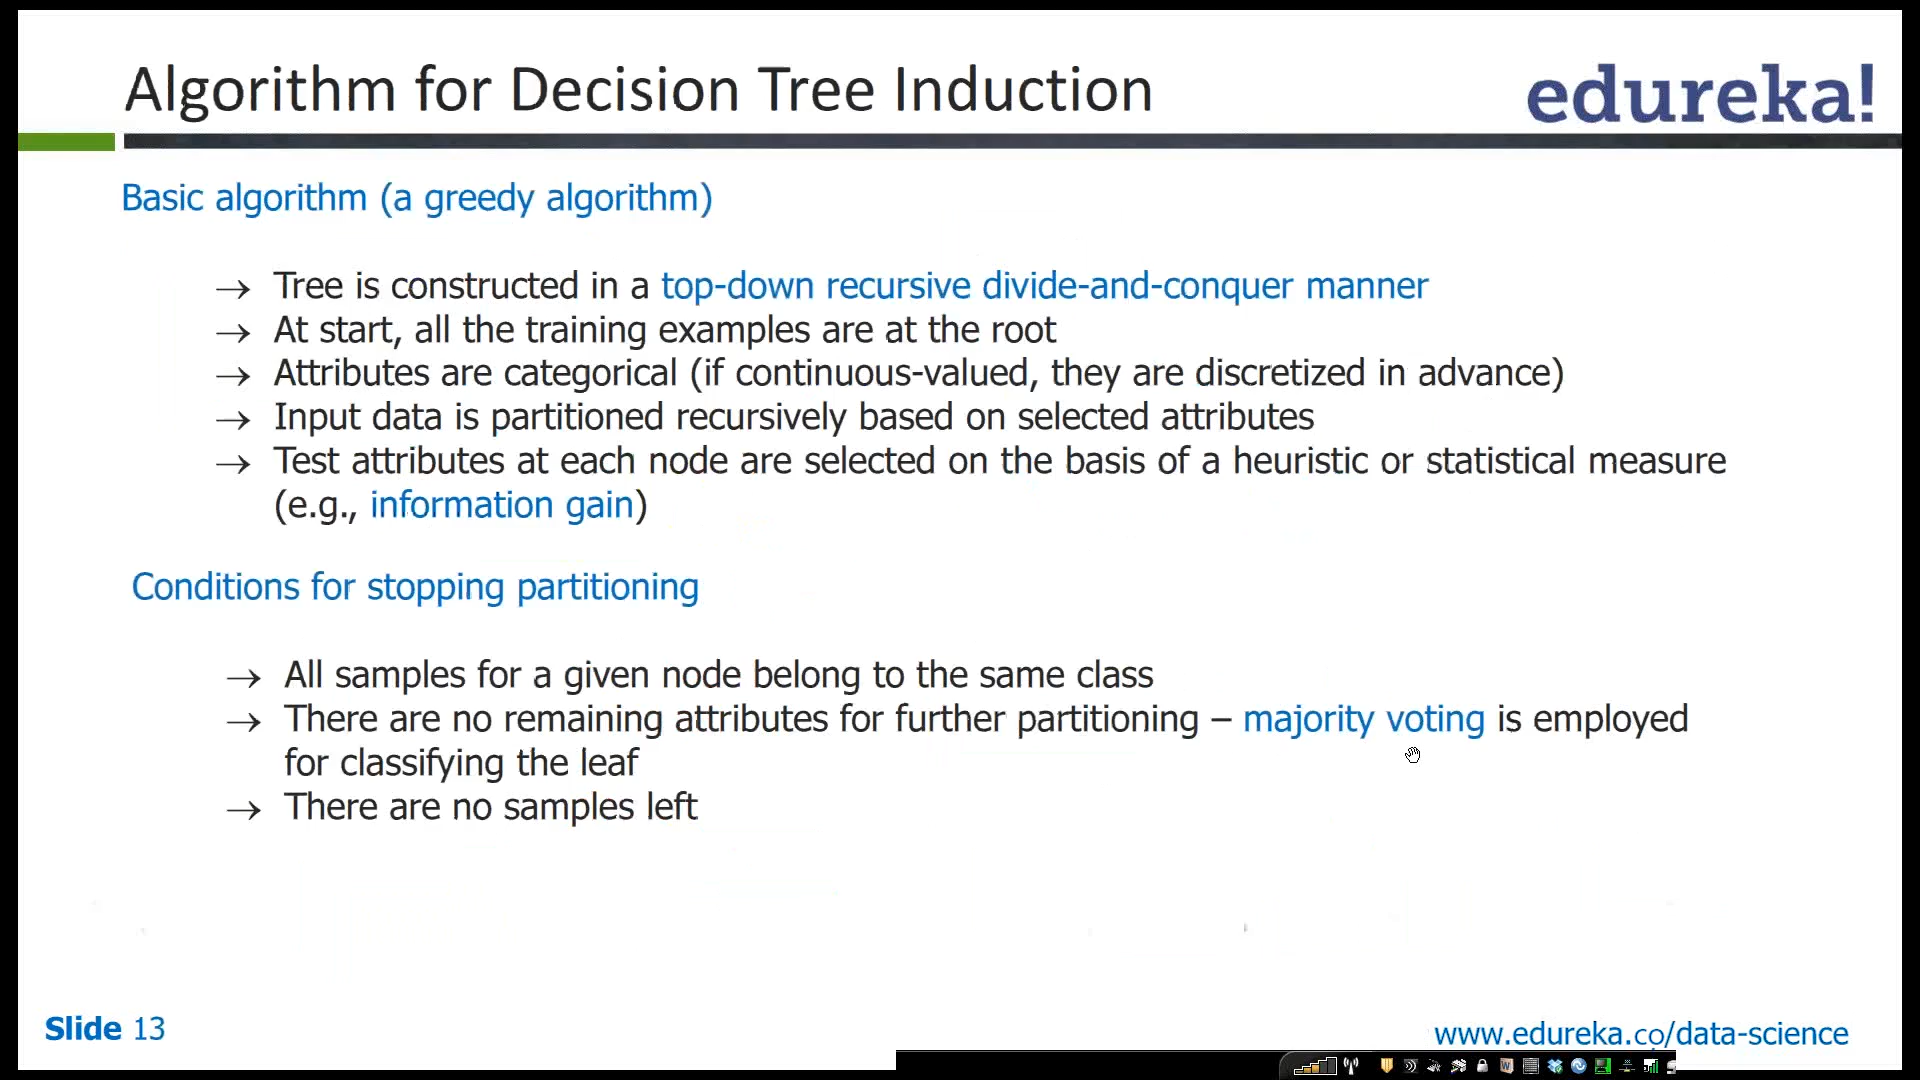 Algorithm for Decision Tree Induction
edureka!
Basic algorithm (a greedy algorithm)
→ Tree is constructed in a top-down recursive divide-and-conquer manner
→ At start, all the training examples are at the root
→ Attributes are categorical (if continuous-valued, they are discretized in advance)
→ Input data is partitioned recursively based on selected attributes
→ Test attributes at each node are selected on the basis of a heuristic or statistical measure
(e.g., information gain)
Conditions for stopping partitioning
→ All samples for a given node belong to the same class
→ There are no remaining attributes for further partitioning – majority voting is employed
for classifying the leaf
→ There are no samples left
Slide 13
www.edureka.co/data-science